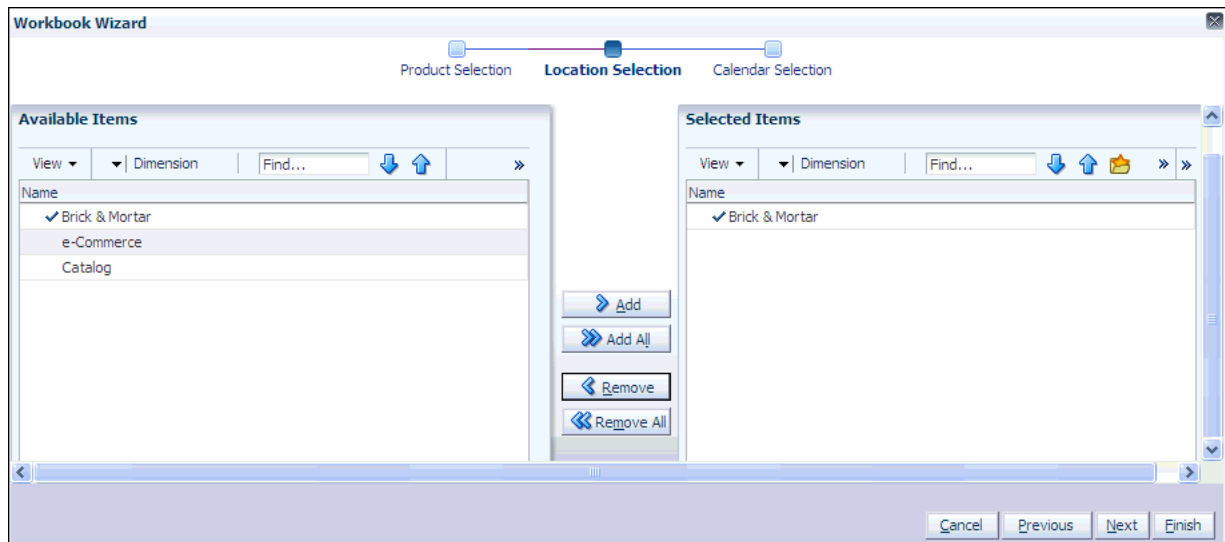 Workbook Wizard
Product Selection Location Selection Calendar Selection
Available Items
View Dimension Find... »
Name
Brick & Mortar
e-Commerce
Catalog
Add
Add All
Remove
Remove All
Selected Items
View Dimension Find... » »
Name
Brick & Mortar
Cancel Previous Next Finish